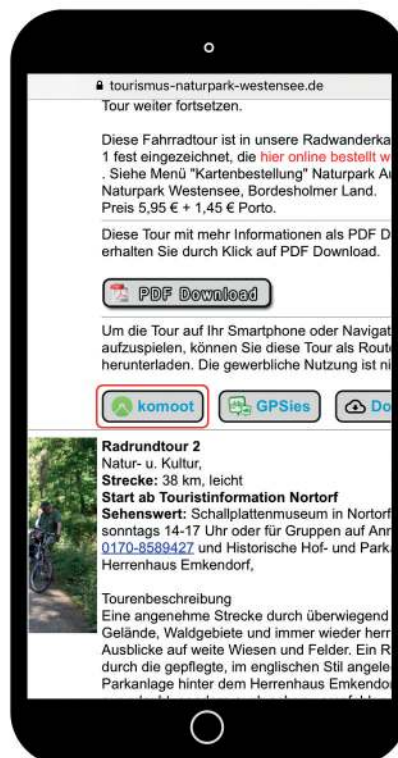 tourismus-naturpark-westensee.de
Tour weiter fortsetzen.
Diese Fahrradtour ist in unsere Radwanderka
1 fest eingezeichnet, die hier online bestellt w
. Siehe Menü "Kartenbestellung" Naturpark Au
Naturpark Westensee, Bordesholmer Land.
Preis 5,95 € + 1,45 € Porto.
Diese Tour mit mehr Informationen als PDF D
erhalten Sie durch Klick auf PDF Download.
PDF Download
Um die Tour auf Ihr Smartphone oder Navigat
aufzuspielen, können Sie diese Tour als Route
herunterladen. Die gewerbliche Nutzung ist ni
komoot GPSies Do
Radrundtour 2
Natur- u. Kultur,
Strecke: 38 km, leicht
Start ab Touristinformation Nortorf
Sehenswert: Schallplattenmuseum in Nortorf
sonntags 14-17 Uhr oder für Gruppen auf Anr
0170-8589427 und Historische Hof- und Park
Herrenhaus Emkendorf,
Tourenbeschreibung
Eine angenehme Strecke durch überwiegend
Gelände, Waldgebiete und immer wieder herr
Ausblicke auf weite Wiesen und Felder. Ein R
durch die gepflegte, im englischen Stil angele
Parkanlage hinter dem Herrenhaus Emkendo